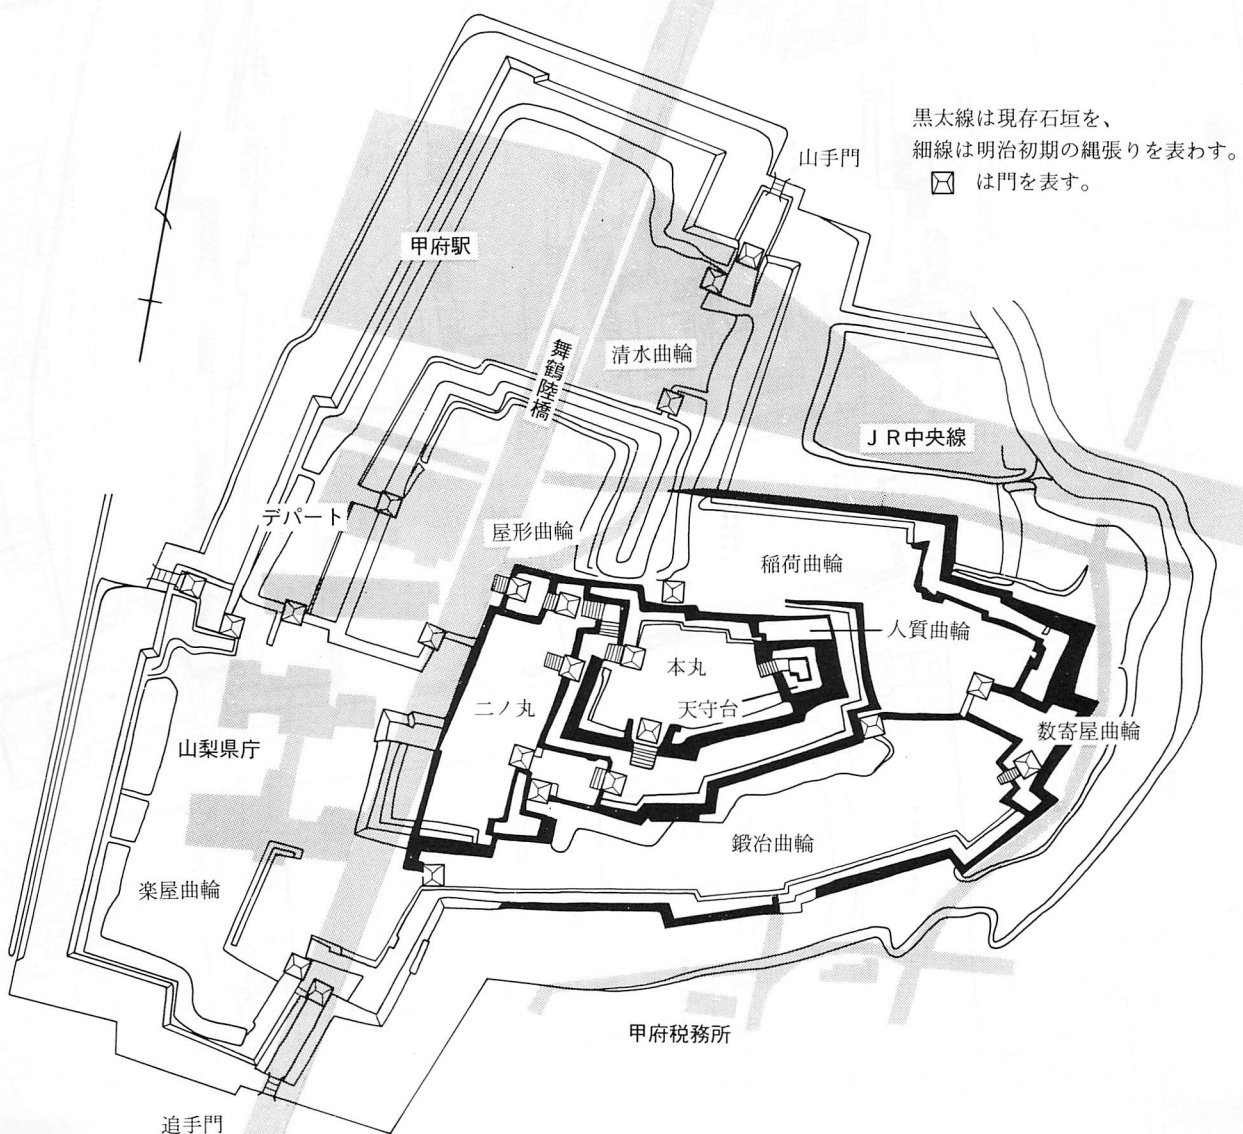 黒太線は現存石垣を、
細線は明治初期の縄張りを表わす。
は門を表す。
山手門
甲府駅
舞鶴陸橋
清水曲輪
JR中央線
デパート
屋形曲輪
稲荷曲輪
人質曲輪
本丸
二ノ丸
天守台
数寄屋曲輪
山梨県庁
鍛冶曲輪
楽屋曲輪
甲府税務所
追手門